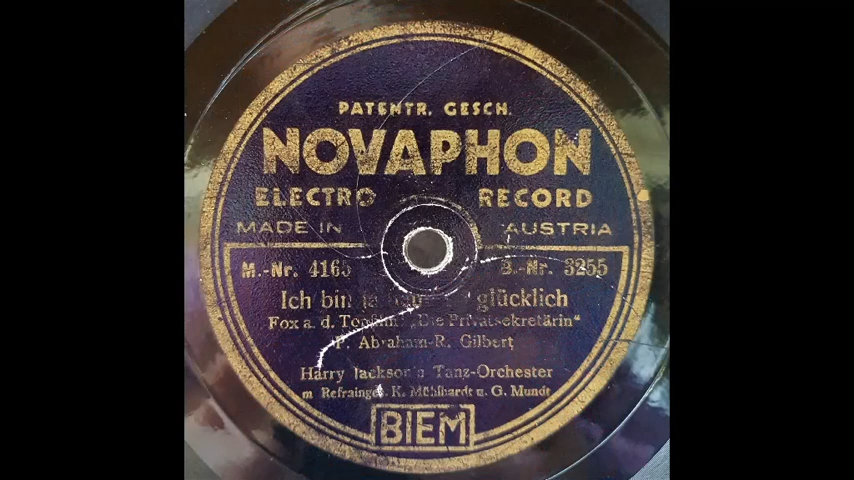 PATENTR. GESCH.
NOVAPHON
ELECTRO RECORD
MADE IN AUSTRIA
M.-Nr. 4165 B.-Nr. 3255
Ich bin glücklich
Fox a. d. Tonfilm: „Die Privatsekretärin“
P. Abraham-R. Gilbert
Harry Jackson's Tanz-Orchester
m Refrainges. K. Mühlhardt u. G. Mundt
BIEM